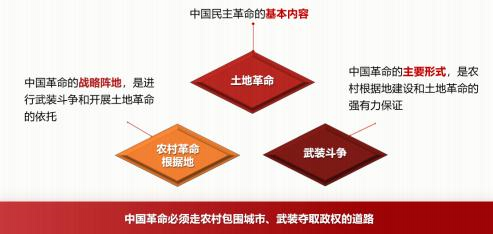 中国民主革命的基本内容
土地革命
中国革命的战略阵地，是进
行武装斗争和开展土地革命
的依托
中国革命的主要形式，是农
村根据地建设和土地革命的
强有力保证
农村革命
根据地
武装斗争
中国革命必须走农村包围城市、武装夺取政权的道路